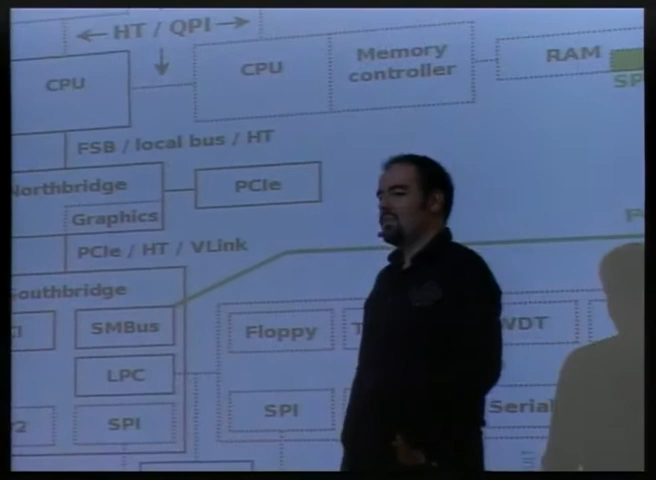 HT / QPI
CPU
CPU
Memory
controller
RAM
SP
FSB / local bus / HT
Northbridge
PCIe
Graphics
PCIe / HT / VLink
Southbridge
SMBus
Floppy
WDT
LPC
SPI
SPI
Serial